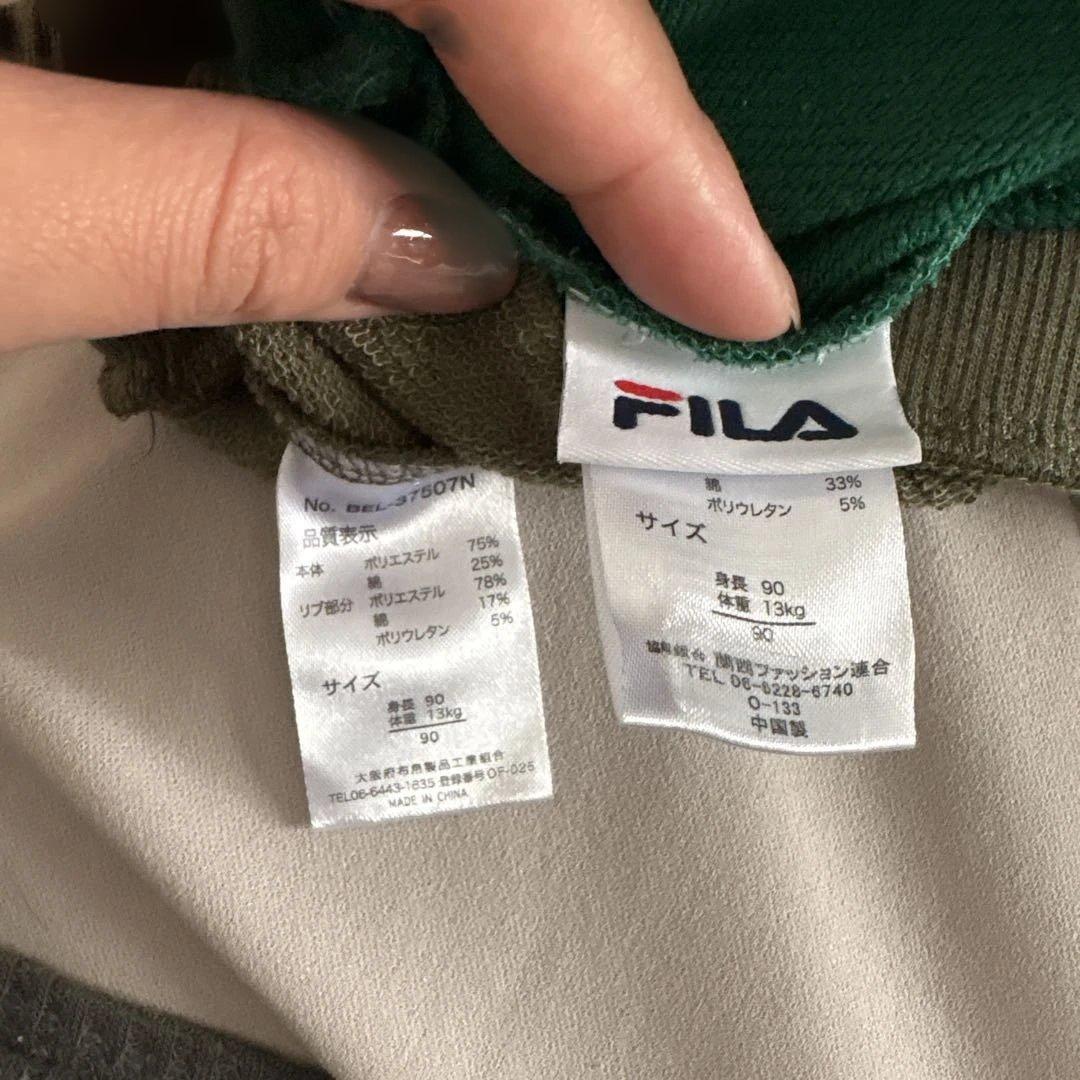 No. BEL-37507N
品質表示
本体 ポリエステル 75%
綿 25%
リブ部分 ポリエステル 78%
綿 17%
ポリウレタン 5%
サイズ
身長 90
体重 13kg
90
大阪府布帛製品工業組合
TEL06-6443-1635 登録番号OF-025
MADE IN CHINA
FILA
綿 33%
ポリウレタン 5%
サイズ
身長 90
体重 13kg
90
協同組合 関西ファッション連合
TEL 06-6228-6740
O-133
中国製